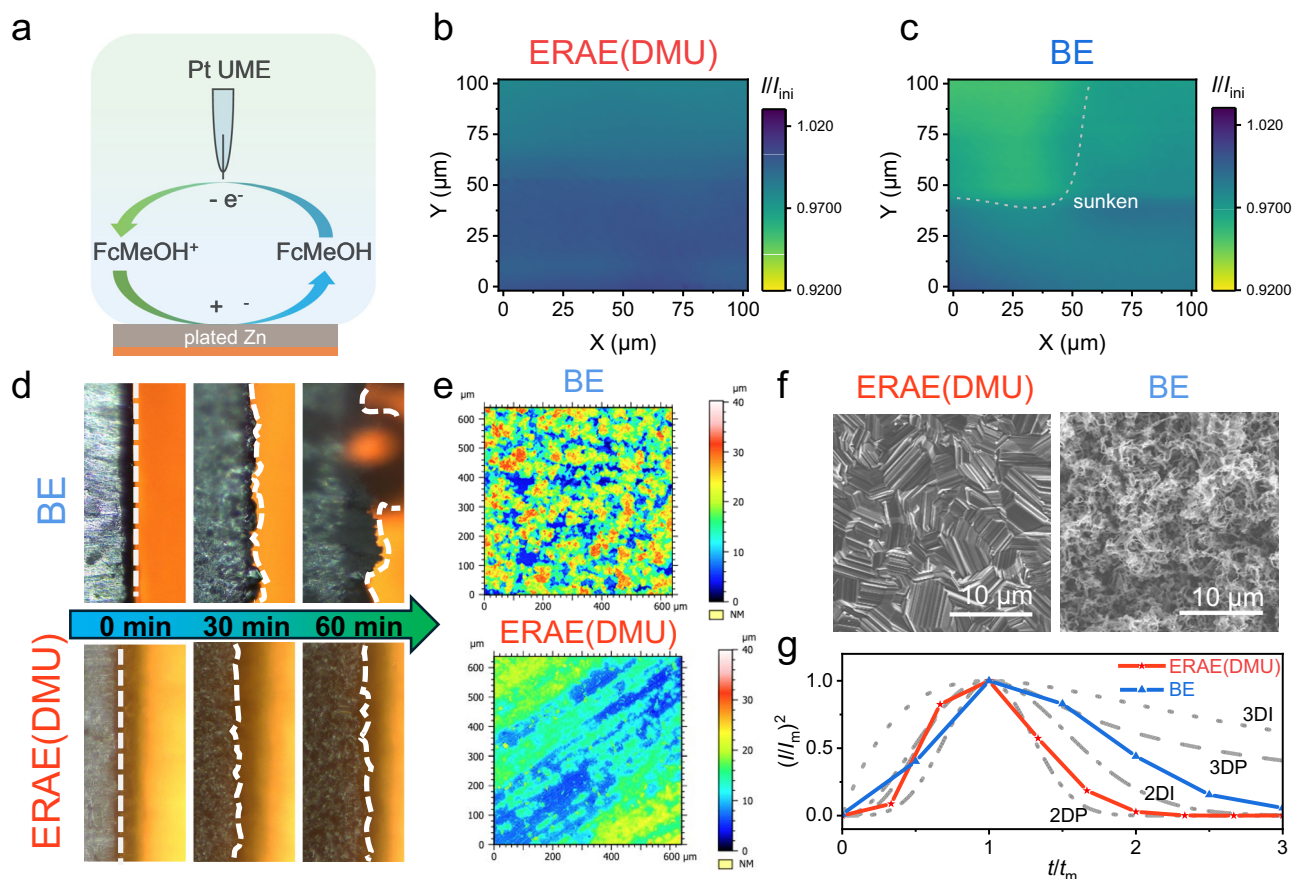 a
Pt UME
- e-
FcMeOH+
FcMeOH
+ -
plated Zn
b
ERAE(DMU)
I/Iini
100
75
50
25
0
Y (µm)
0 25 50 75 100
X (µm)
1.020
0.9700
0.9200
c
BE
I/Iini
100
75
50
25
0
Y (µm)
sunken
0 25 50 75 100
X (µm)
1.020
0.9700
0.9200
d
BE
0 min 30 min 60 min
ERAE(DMU)
e
BE
µm
600
500
400
300
200
100
0
0 200 400 600 µm
µm
40
30
20
10
0
NM
ERAE(DMU)
µm
600
500
400
300
200
100
0
0 200 400 600 µm
µm
40
30
20
10
0
NM
f
ERAE(DMU)
BE
10 µm
10 µm
g
ERAE(DMU)
BE
(I/Im)2
1.0
0.5
0.0
3DI
3DP
2DI
2DP
0 1 2 3
t/tm